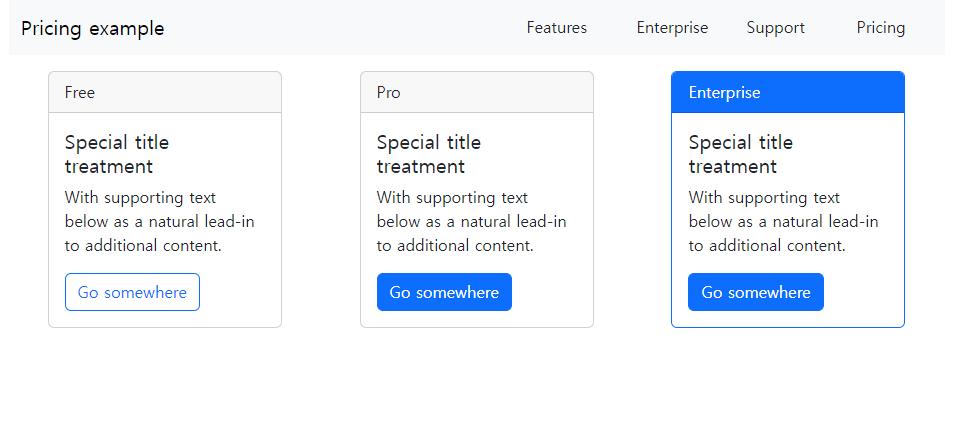 Pricing example
Features
Enterprise
Support
Pricing
Free
Special title
treatment
With supporting text
below as a natural lead-in
to additional content.
Go somewhere
Pro
Special title
treatment
With supporting text
below as a natural lead-in
to additional content.
Go somewhere
Enterprise
Special title
treatment
With supporting text
below as a natural lead-in
to additional content.
Go somewhere